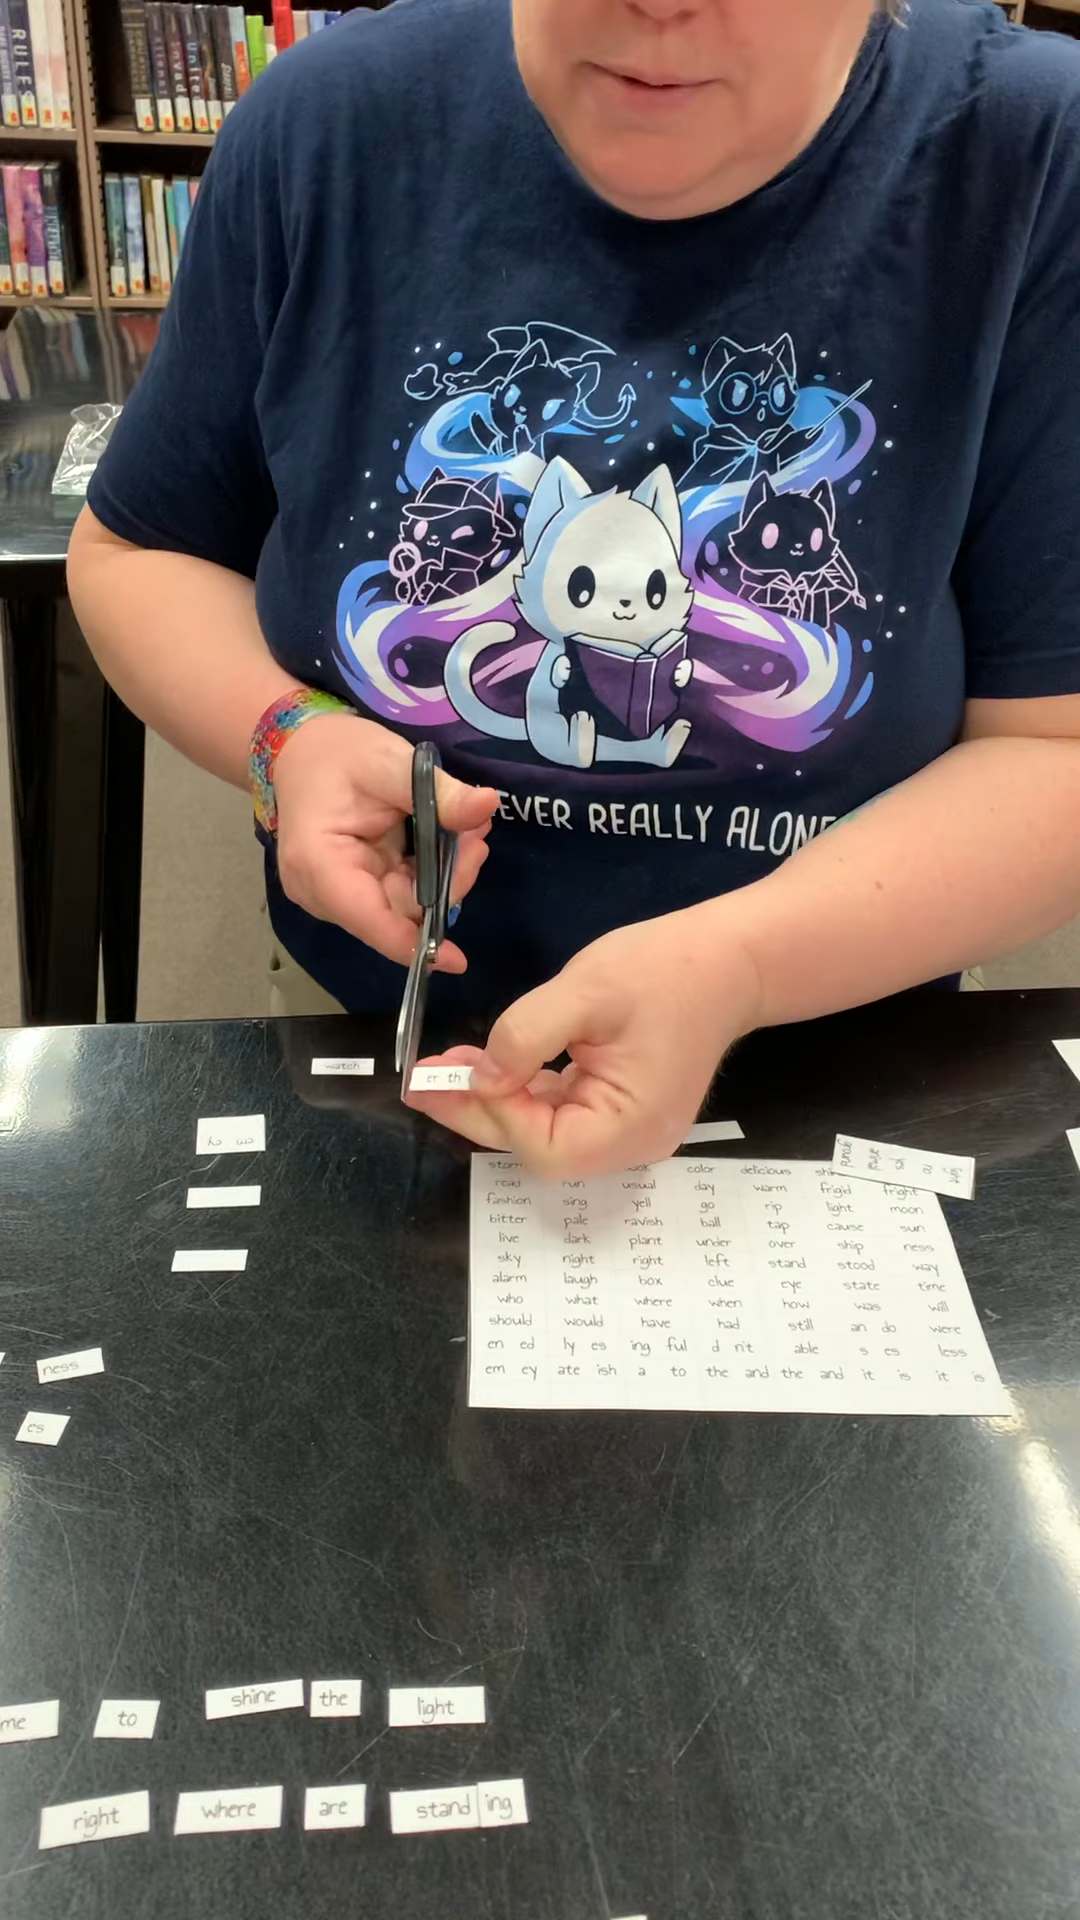 RULES
EVER REALLY ALONE
watch
er th
em ey
color delicious
read run usual day warm frigid fright
fashion sing yell go rip light moon
bitter pale ravish ball tap cause sun
live dark plant under over ship ness
sky night right left stand stood way
alarm laugh box clue eye state time
who what where when how was will
should would have had still an do were
en ed ly es ing ful d n't able s es less
em ey ate ish a to the and the and it is it is
ness
es
me to shine the light
right where are stand ing